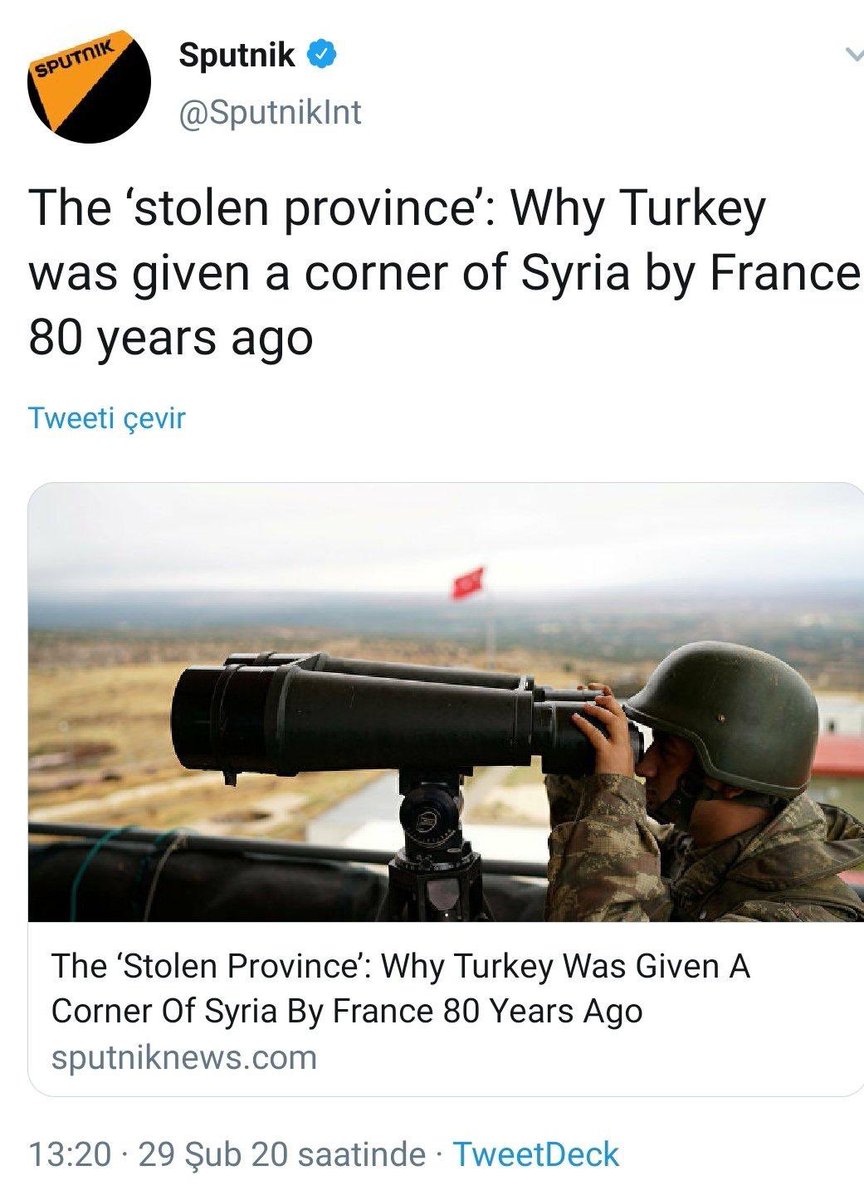 SPUTNIK
Sputnik
@SputnikInt
The ‘stolen province’: Why Turkey
was given a corner of Syria by France
80 years ago
Tweeti çevir
The ‘Stolen Province’: Why Turkey Was Given A
Corner Of Syria By France 80 Years Ago
sputniknews.com
13:20 · 29 Şub 20 saatinde · TweetDeck